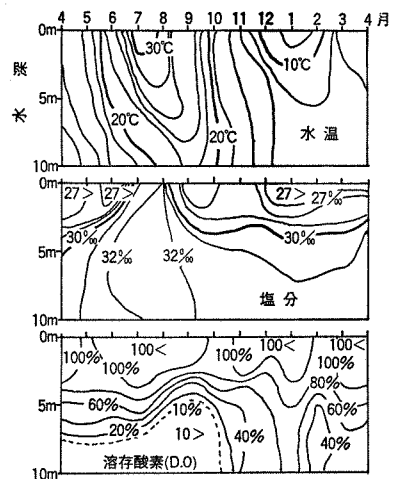 4 5 6 7 8 9 10 11 12 1 2 3 4 月
0m
30℃
10℃
水深
5m
20℃
20℃
水温
10m
0m
27> 27> 27> 27‰
30‰ 30‰
5m
32‰ 32‰
塩分
10m
0m
100< 100< 100<
100% 100% 100%
100% 80%
60% 60%
5m
10%
20% 10> 40% 40%
溶存酸素(D.O)
10m